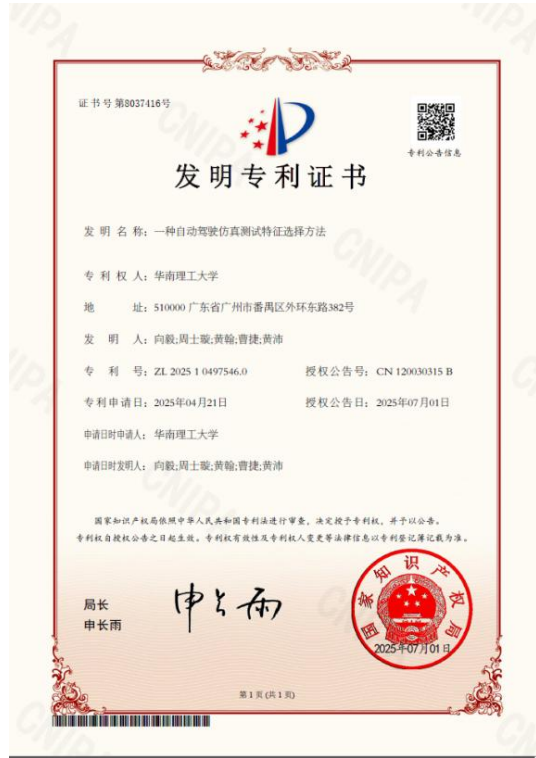 证书号第8037416号
专利公告信息
发明专利证书
发明名称：一种自动驾驶仿真测试特征选择方法
专利权人：华南理工大学
地址：510000 广东省广州市番禺区外环东路382号
发明人：向毅;周士璇;黄翰;曹捷;黄沛
专利号：ZL 2025 1 0497546.0 授权公告号：CN 120030315 B
专利申请日：2025年04月21日 授权公告日：2025年07月01日
申请日时申请人：华南理工大学
申请日时发明人：向毅;周士璇;黄翰;曹捷;黄沛
国家知识产权局依照中华人民共和国专利法进行审查，决定授予专利权，并予以公告。
专利权自授权公告之日起生效。专利权有效性及专利权人变更等法律信息以专利登记簿记载为准。
局长
申长雨
申长雨
国家知识产权局
2025年07月01日
第1页(共1页)
CNIPA